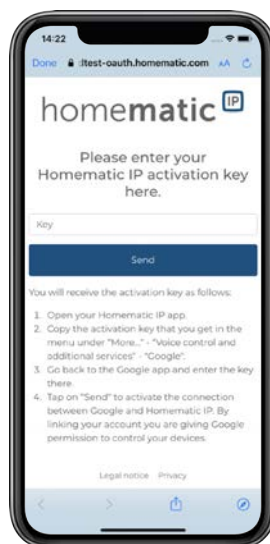 14:22
Done
:ltest-oauth.homematic.com
AA
homematic IP
Please enter your
Homematic IP activation key
here.
Key
Send
You will receive the activation key as follows:
1. Open your Homematic IP app.
2. Copy the activation key that you get in the
menu under "More..." - "Voice control and
additional services" - "Google".
3. Go back to the Google app and enter the key
there.
4. Tap on "Send" to activate the connection
between Google and Homematic IP. By
linking your account you are giving Google
permission to control your devices.
Legal notice Privacy